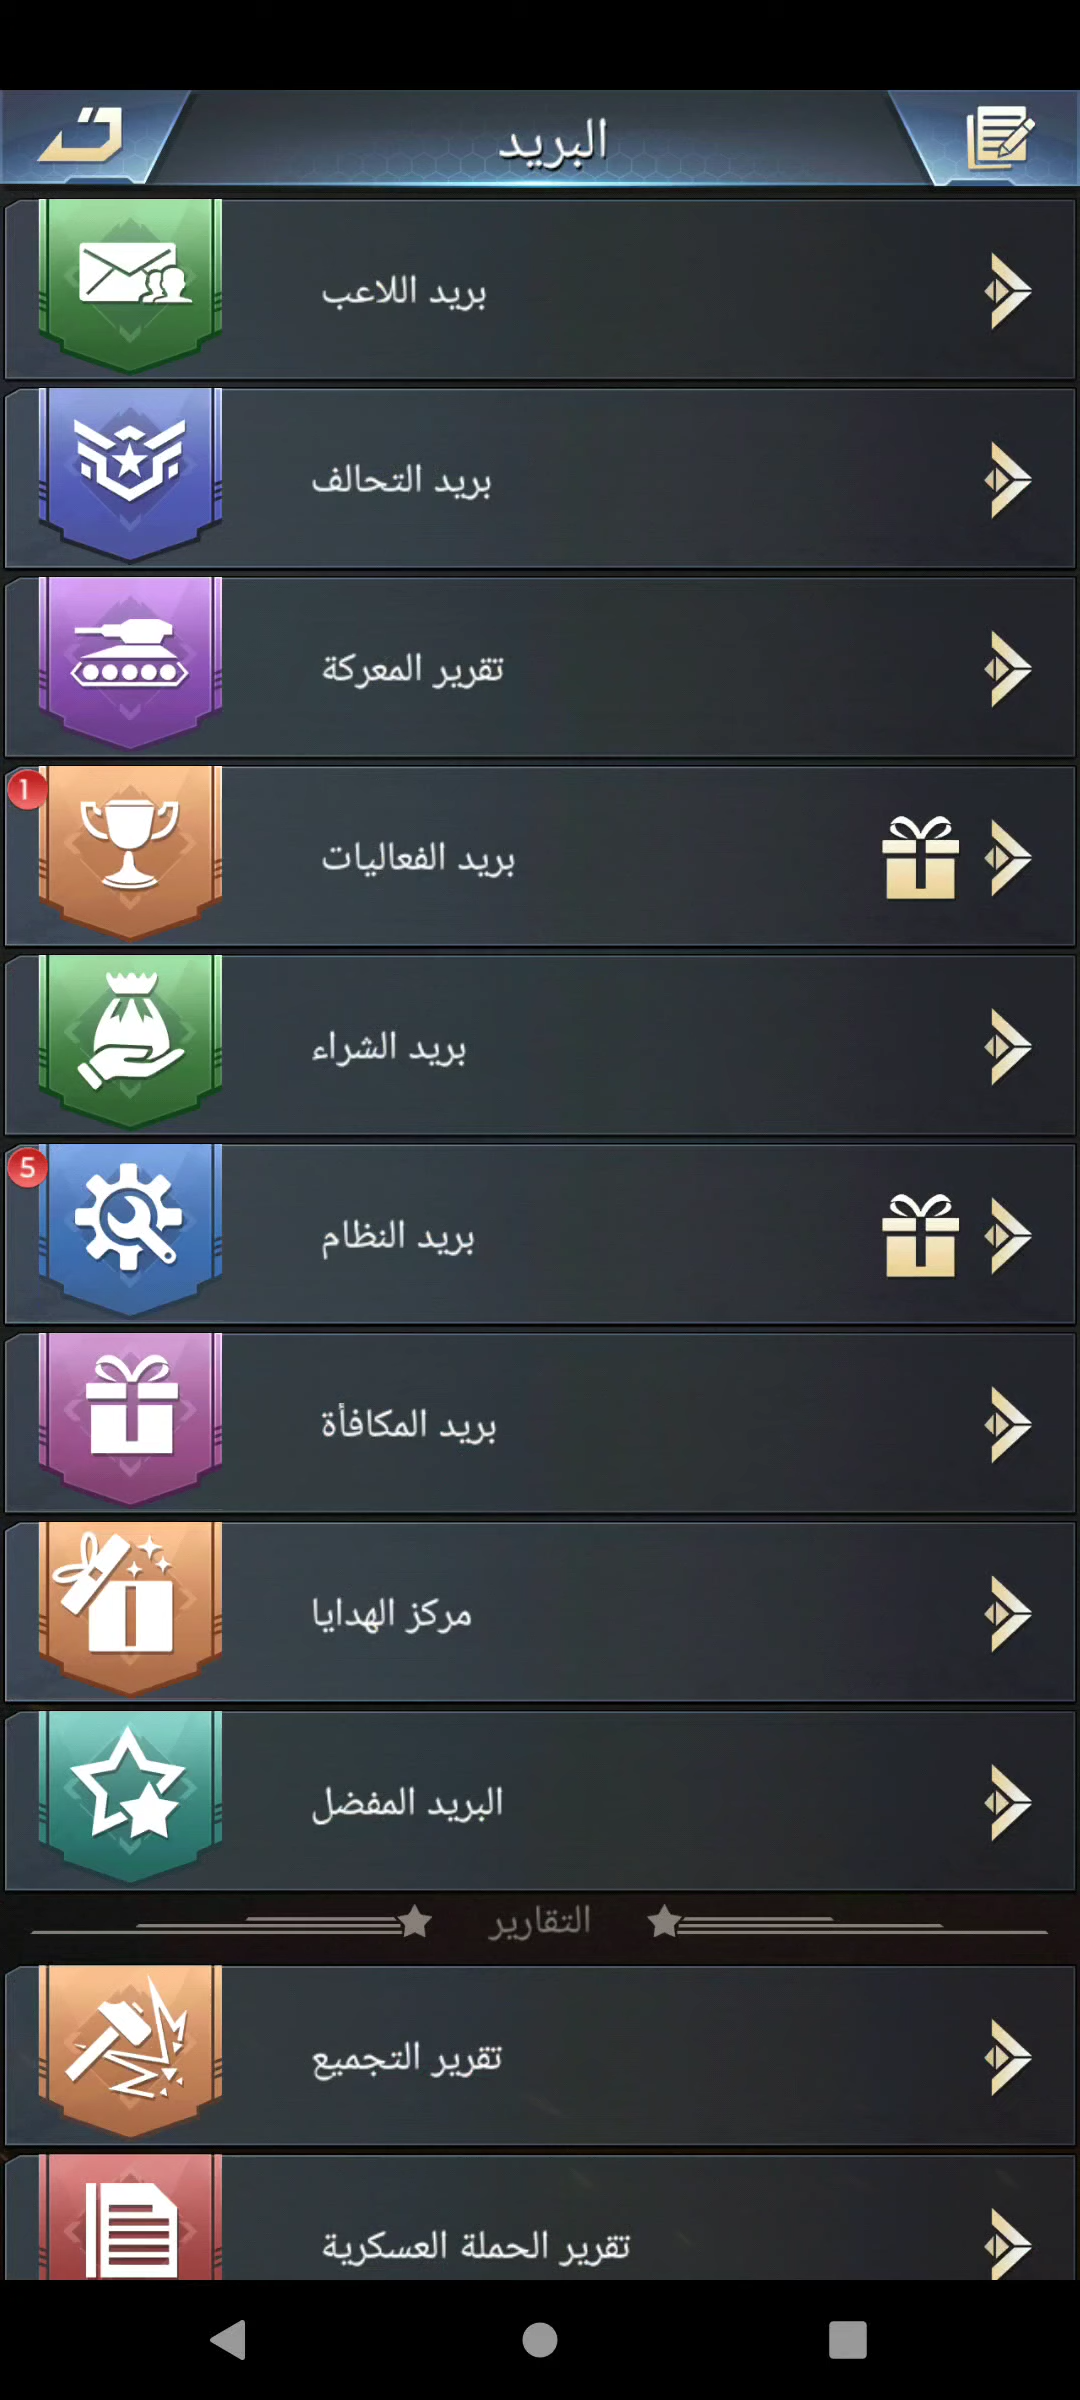 البريد
بريد اللاعب
بريد التحالف
تقرير المعركة
1
بريد الفعاليات
بريد الشراء
5
بريد النظام
بريد المكافأة
مركز الهدايا
البريد المفضل
التقارير
تقرير التجميع
تقرير الحملة العسكرية